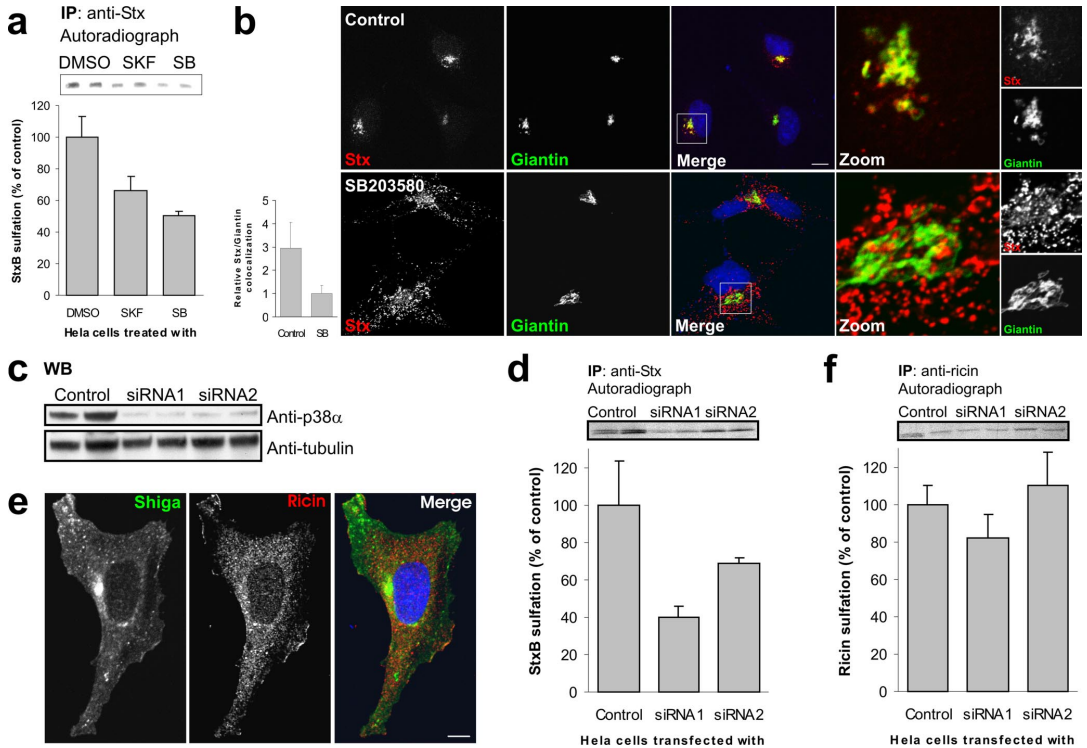 a
IP: anti-Stx
Autoradiograph
DMSO SKF SB
StxB sulfation (% of control)
120
100
80
60
40
20
0
DMSO SKF SB
Hela cells treated with
b
Control
Stx
Giantin
Merge
Zoom
Stx
Giantin
SB203580
Stx
Giantin
Merge
Zoom
Stx
Giantin
Relative Stx/Giantin
colocalization
5
4
3
2
1
0
Control SB
c
WB
Control siRNA1 siRNA2
Anti-p38α
Anti-tubulin
d
IP: anti-Stx
Autoradiograph
Control siRNA1 siRNA2
StxB sulfation (% of control)
120
100
80
60
40
20
0
Control siRNA1 siRNA2
Hela cells transfected with
e
Shiga
Ricin
Merge
f
IP: anti-ricin
Autoradiograph
Control siRNA1 siRNA2
Ricin sulfation (% of control)
120
100
80
60
40
20
0
Control siRNA1 siRNA2
Hela cells transfected with